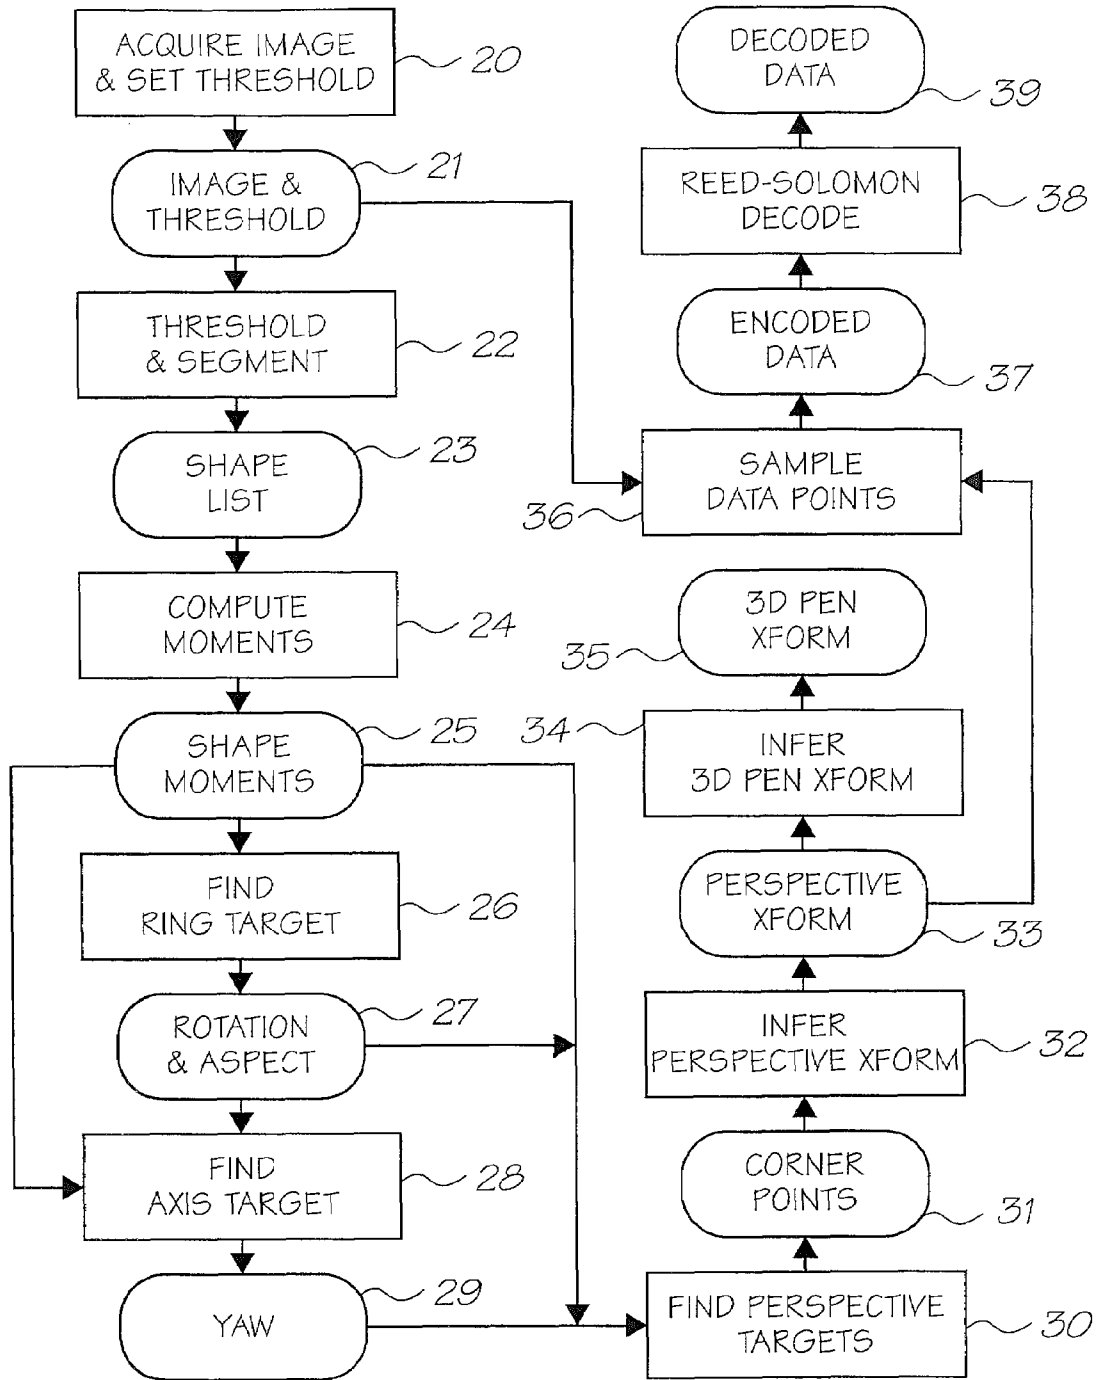 ACQUIRE IMAGE
& SET THRESHOLD
20
IMAGE &
THRESHOLD
21
THRESHOLD
& SEGMENT
22
SHAPE
LIST
23
COMPUTE
MOMENTS
24
SHAPE
MOMENTS
25
FIND
RING TARGET
26
ROTATION
& ASPECT
27
FIND
AXIS TARGET
28
YAW
29
DECODED
DATA
39
REED-SOLOMON
DECODE
38
ENCODED
DATA
37
SAMPLE
DATA POINTS
36
3D PEN
XFORM
35
INFER
3D PEN XFORM
34
PERSPECTIVE
XFORM
33
INFER
PERSPECTIVE XFORM
32
CORNER
POINTS
31
FIND PERSPECTIVE
TARGETS
30